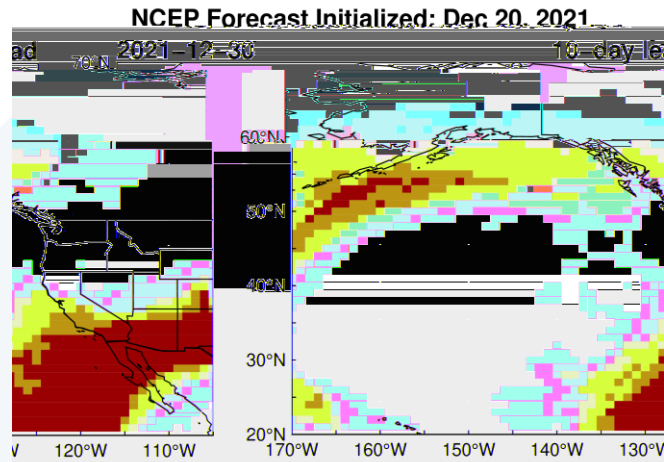 NCEP Forecast Initialized: Dec 20, 2021
ad 2021-12-30 10-day lea
70°N
60°N
50°N
40°N
30°N
20°N
W 120°W 110°W 170°W 160°W 150°W 140°W 130°W